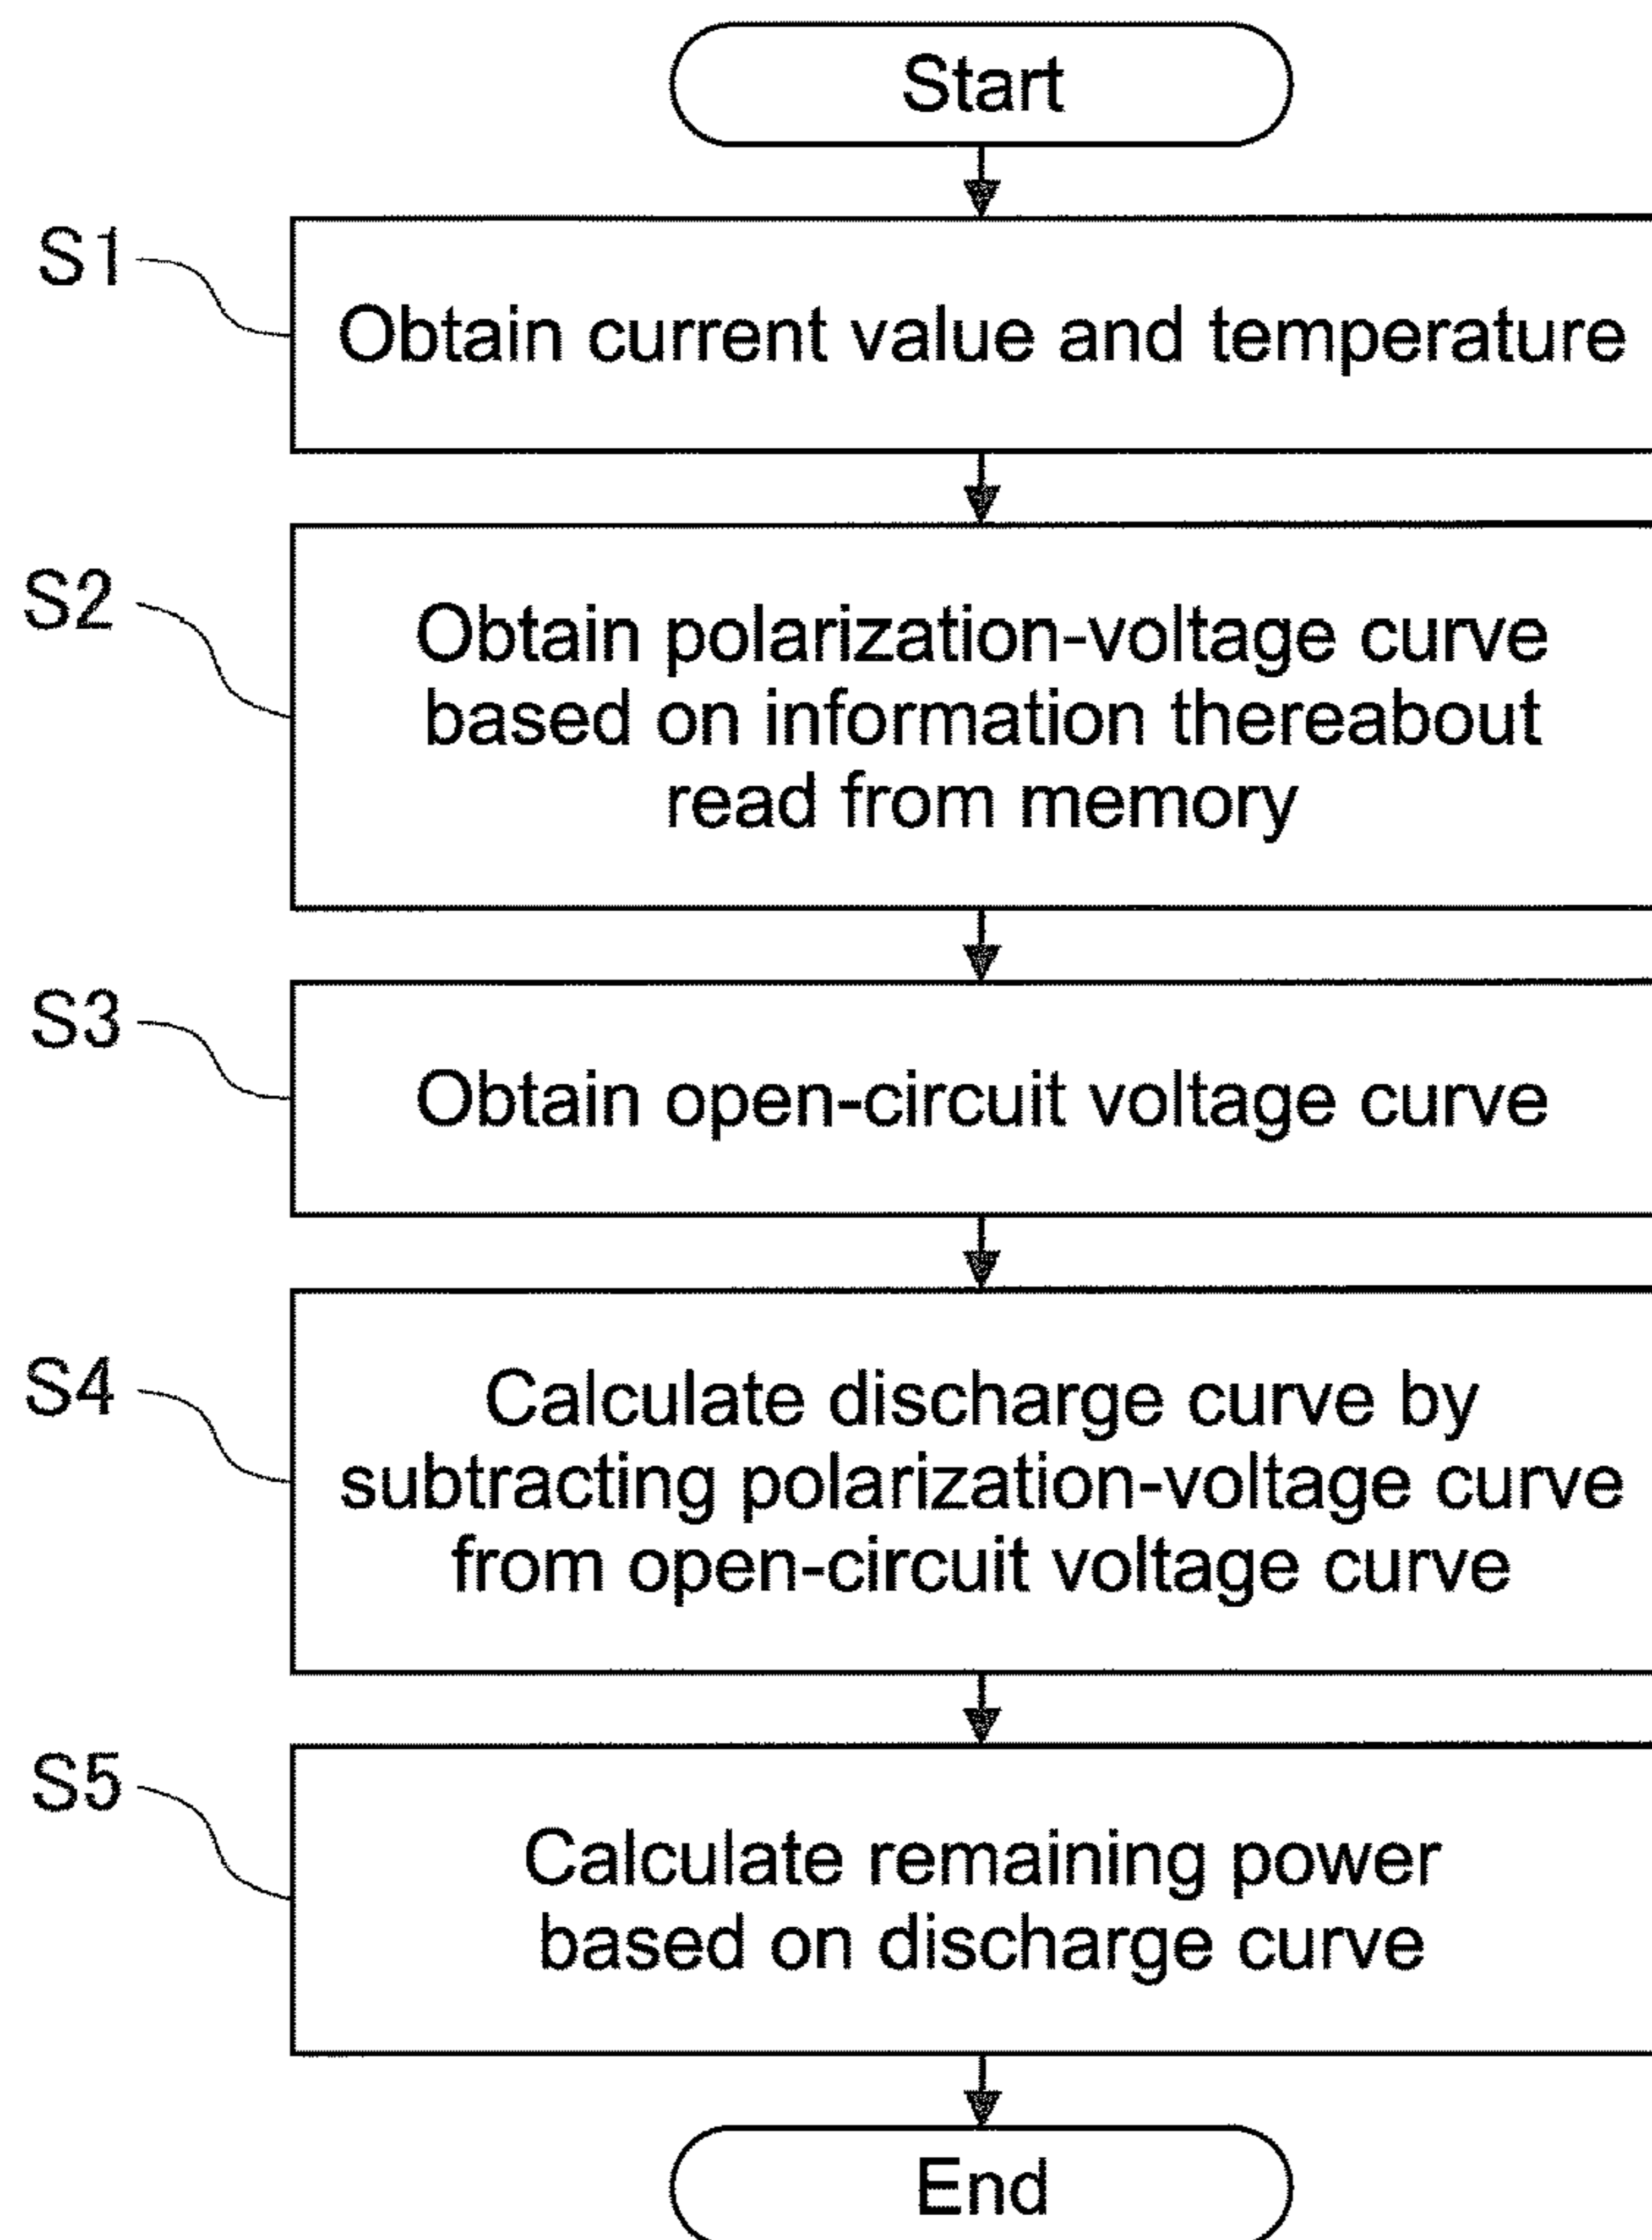 Start
S1
Obtain current value and temperature
S2
Obtain polarization-voltage curve
based on information thereabout
read from memory
S3
Obtain open-circuit voltage curve
S4
Calculate discharge curve by
subtracting polarization-voltage curve
from open-circuit voltage curve
S5
Calculate remaining power
based on discharge curve
End